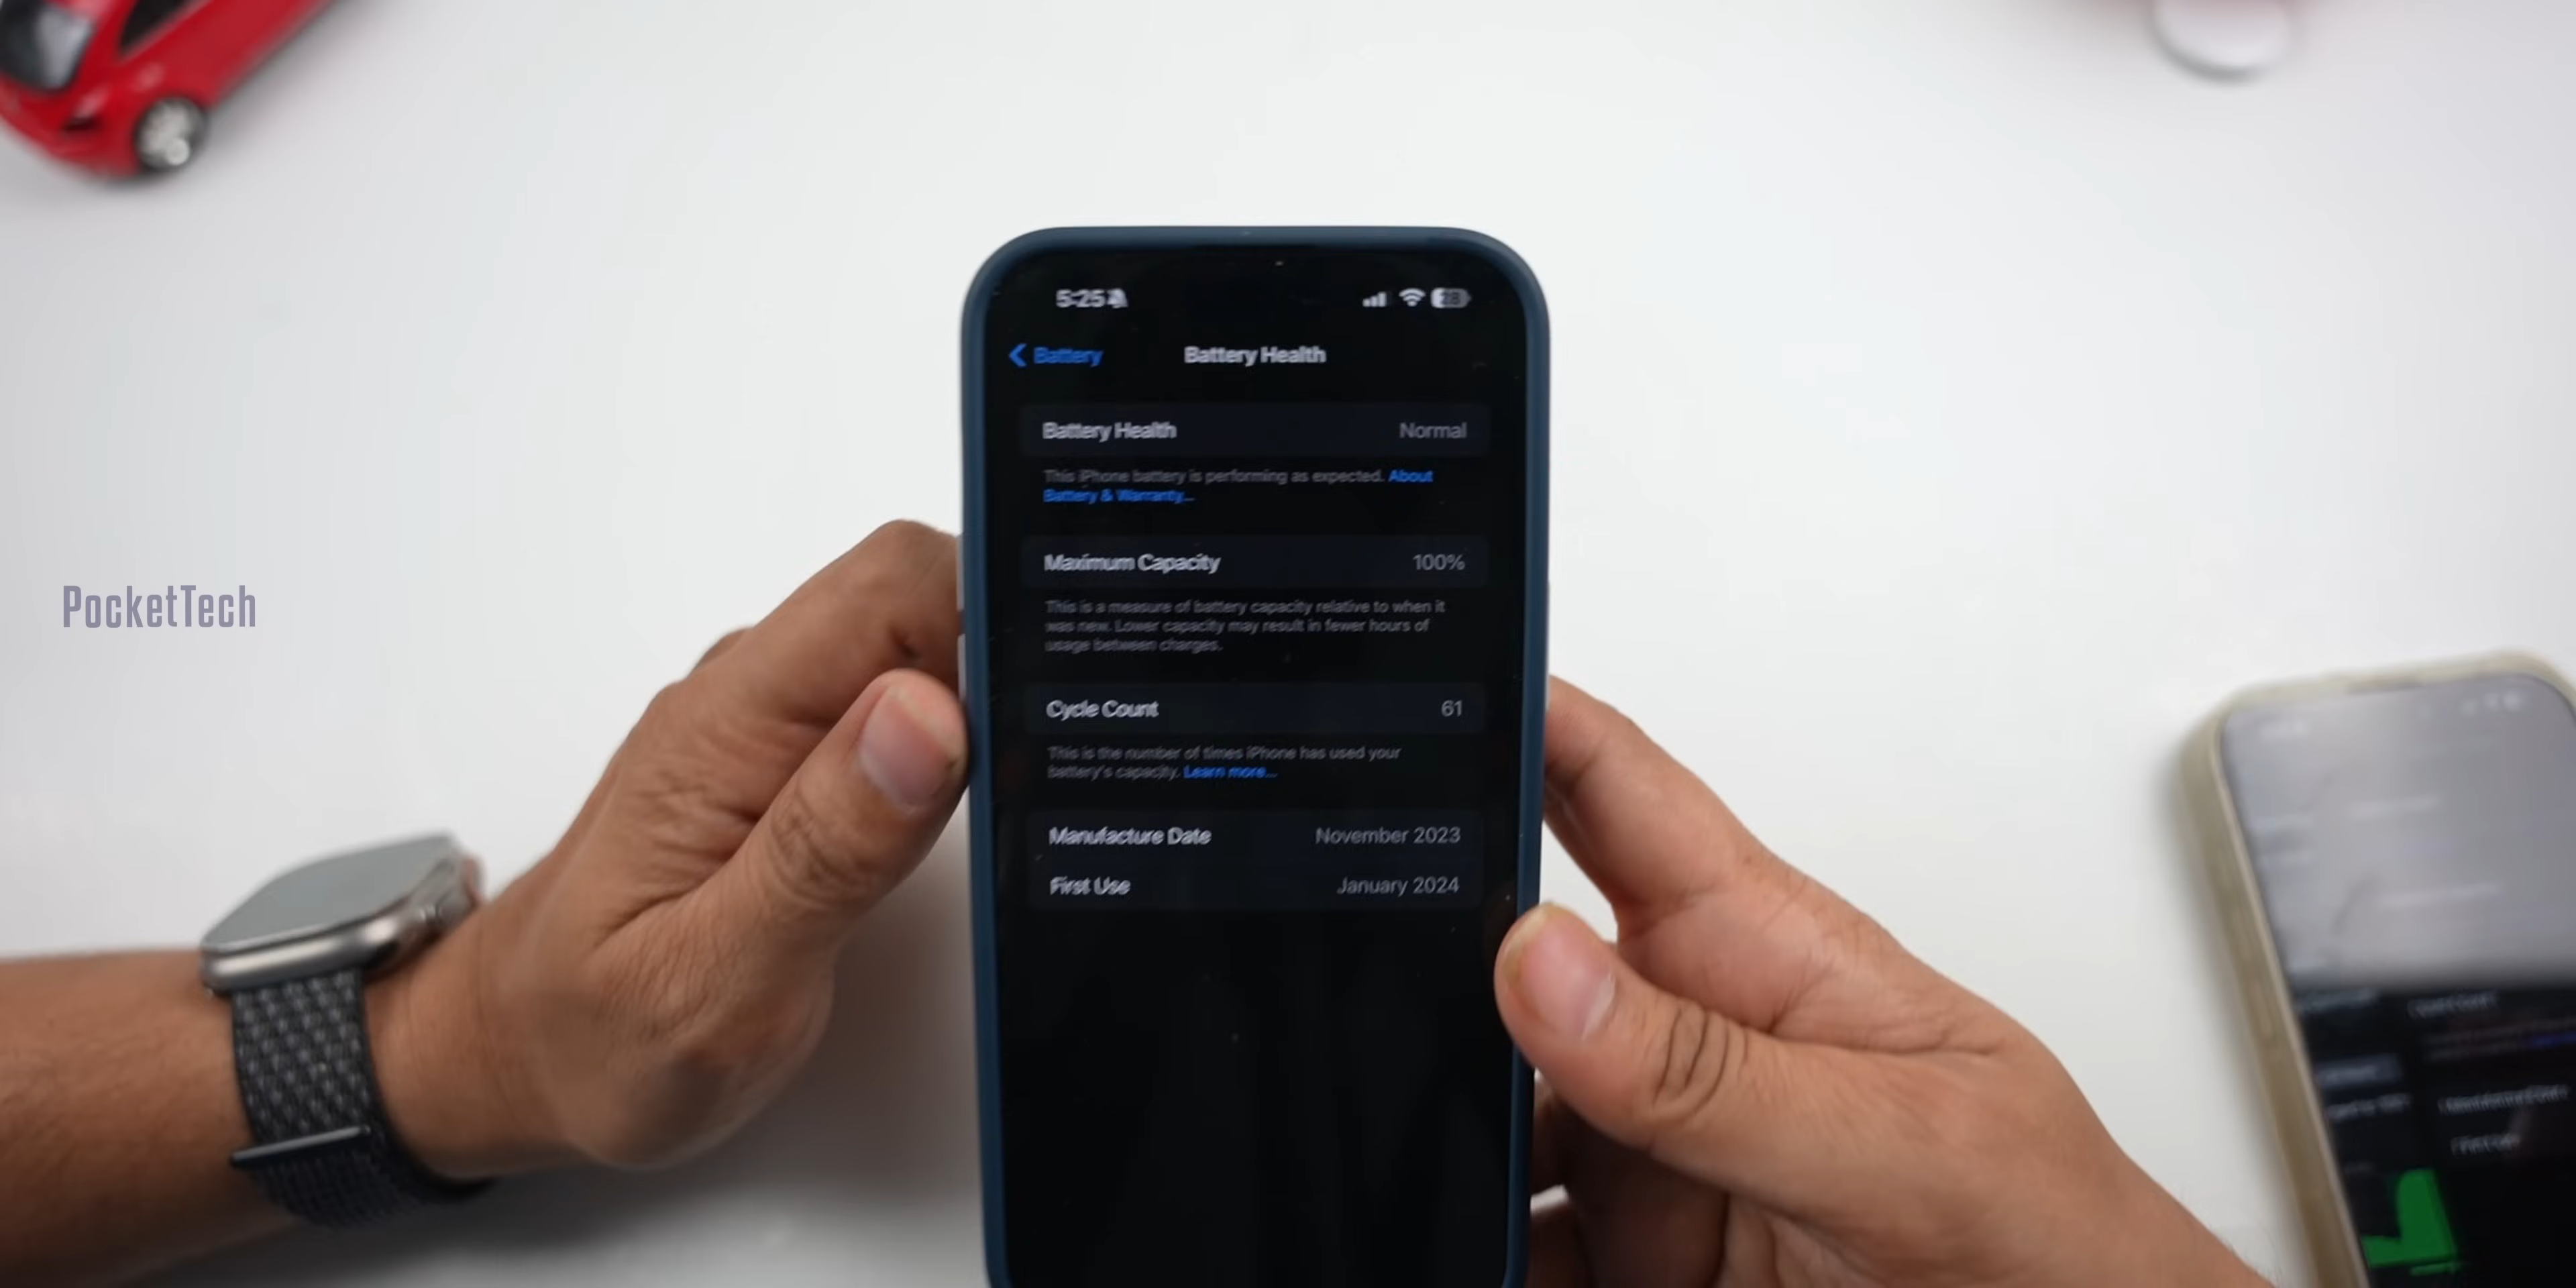 5:25
28
Battery
Battery Health
Battery Health
Normal
This iPhone battery is performing as expected. About
Battery & Warranty...
Maximum Capacity
100%
This is a measure of battery capacity relative to when it
was new. Lower capacity may result in fewer hours of
usage between charges.
Cycle Count
61
This is the number of times iPhone has used your
battery's capacity. Learn more...
Manufacture Date
November 2023
First Use
January 2024
PocketTech